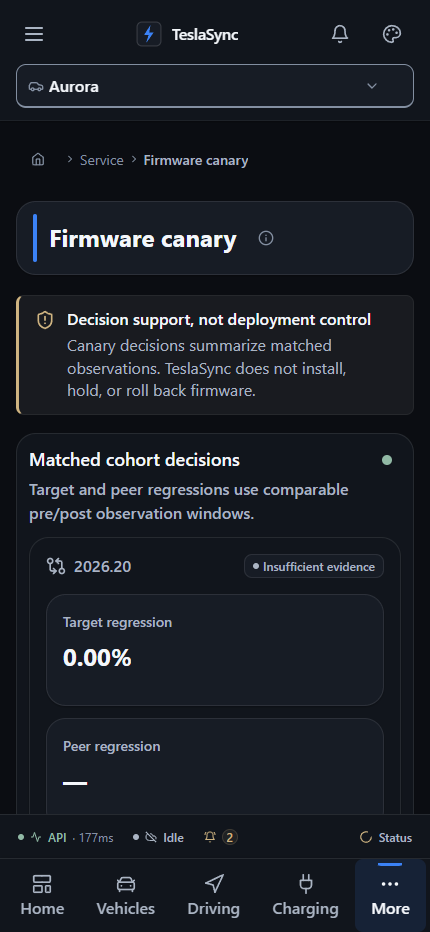 TeslaSync
Aurora
Service
Firmware canary
Firmware canary
Decision support, not deployment control
Canary decisions summarize matched
observations. TeslaSync does not install,
hold, or roll back firmware.
Matched cohort decisions
Target and peer regressions use comparable
pre/post observation windows.
2026.20
Insufficient evidence
Target regression
0.00%
Peer regression
—
API · 177ms
Idle
2
Status
Home
Vehicles
Driving
Charging
More